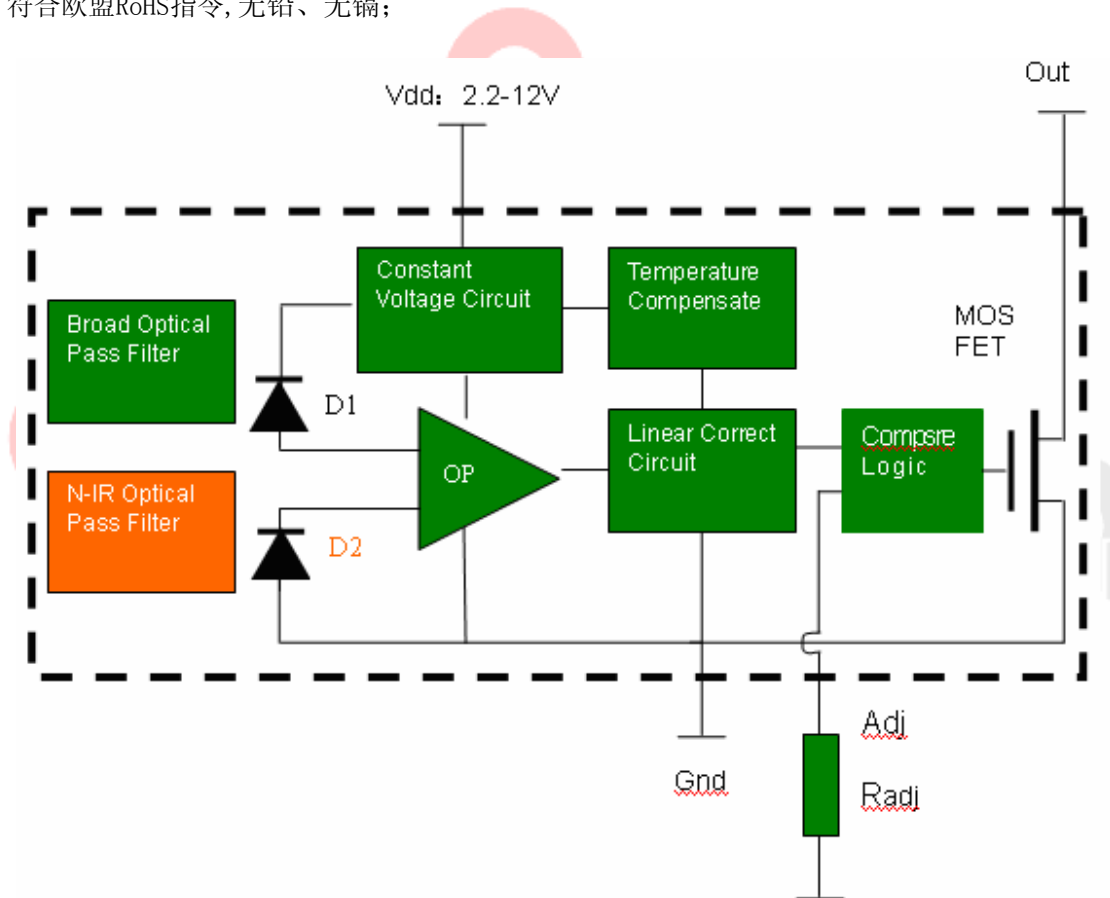 符合欧盟RoHS指令,无铅、无镉;
Out
Vdd：2.2-12V
Constant
Voltage Circuit
Temperature
Compensate
Broad Optical
Pass Filter
MOS
FET
D1
Linear Correct
Circuit
Compsre
Logic
OP
N-IR Optical
Pass Filter
D2
Adj
Gnd
Radj